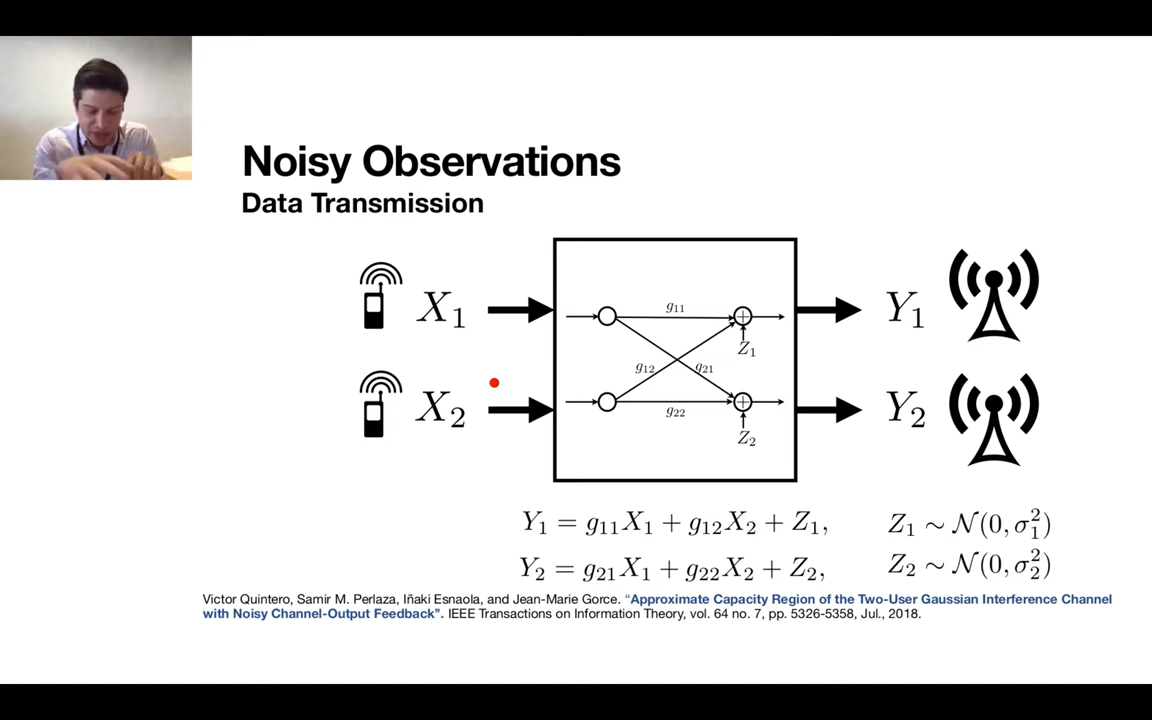 Noisy Observations
Data Transmission
X₁
g₁₁
Z₁
Y₁
g₁₂
g₂₁
X₂
g₂₂
Z₂
Y₂
Y₁ = g₁₁X₁ + g₁₂X₂ + Z₁, Z₁ ∼ 𝒩(0, σ₁²)
Y₂ = g₂₁X₁ + g₂₂X₂ + Z₂, Z₂ ∼ 𝒩(0, σ₂²)
Victor Quintero, Samir M. Perlaza, Iñaki Esnaola, and Jean-Marie Gorce. “Approximate Capacity Region of the Two-User Gaussian Interference Channel
with Noisy Channel-Output Feedback”. IEEE Transactions on Information Theory, vol. 64 no. 7, pp. 5326-5358, Jul., 2018.